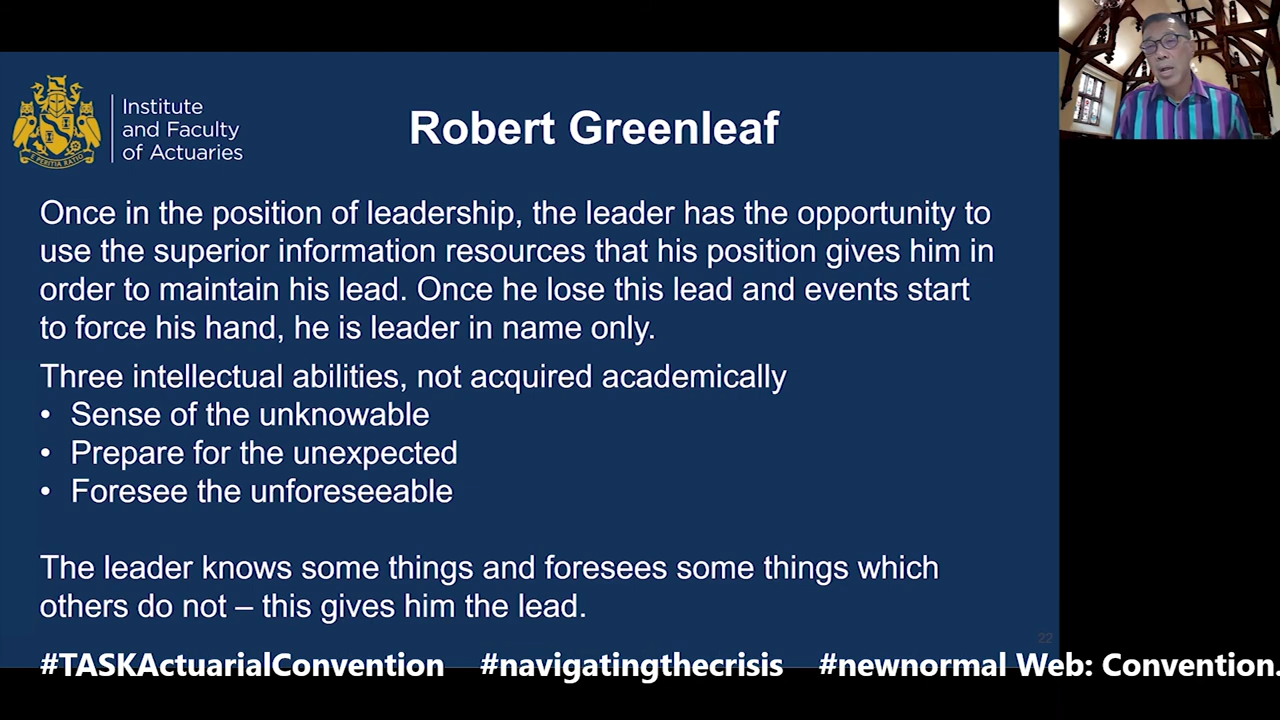 Institute
and Faculty
of Actuaries
Robert Greenleaf
Once in the position of leadership, the leader has the opportunity to
use the superior information resources that his position gives him in
order to maintain his lead. Once he lose this lead and events start
to force his hand, he is leader in name only.
Three intellectual abilities, not acquired academically
• Sense of the unknowable
• Prepare for the unexpected
• Foresee the unforeseeable
The leader knows some things and foresees some things which
others do not – this gives him the lead.
22
#TASKActuarialConvention #navigatingthecrisis #newnormal Web: Convention.